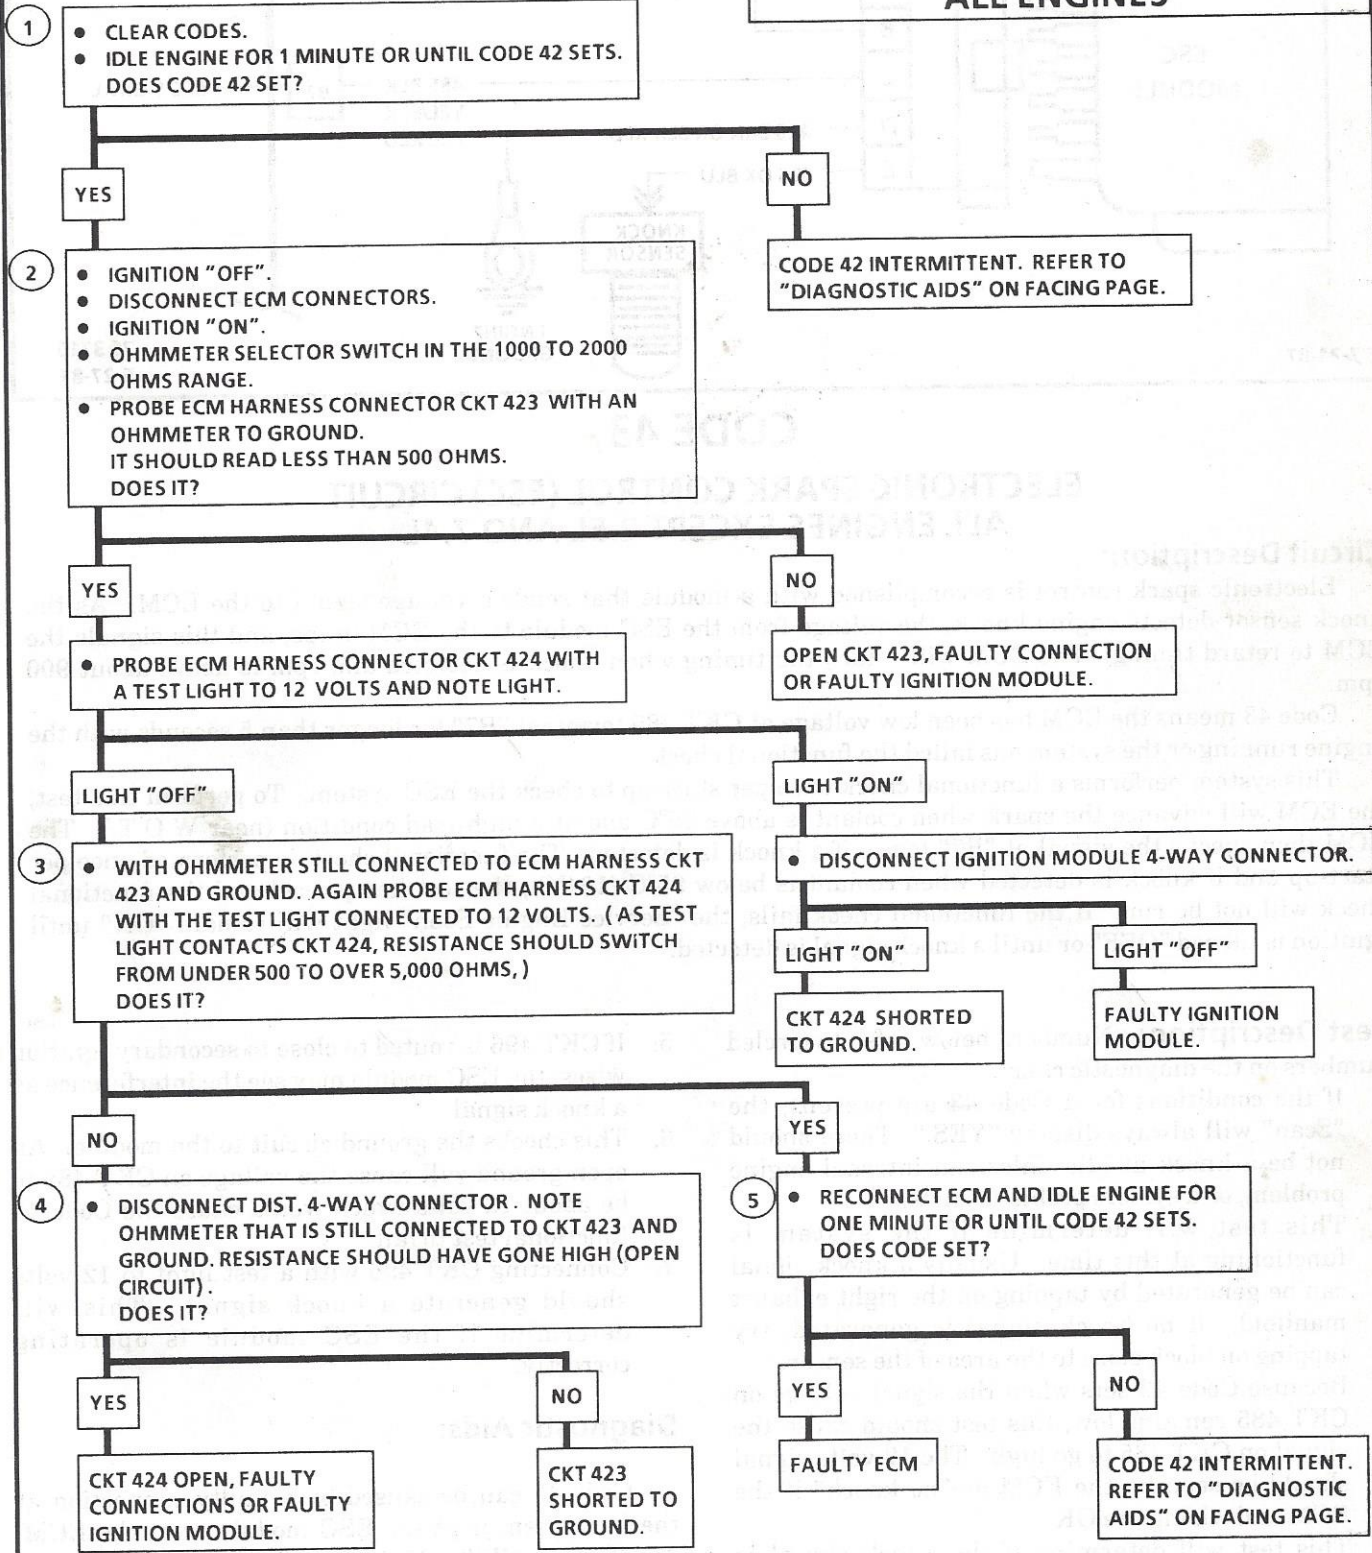 ALL ENGINES
1
• CLEAR CODES.
• IDLE ENGINE FOR 1 MINUTE OR UNTIL CODE 42 SETS.
DOES CODE 42 SET?
YES
NO
2
• IGNITION "OFF".
• DISCONNECT ECM CONNECTORS.
• IGNITION "ON".
• OHMMETER SELECTOR SWITCH IN THE 1000 TO 2000
OHMS RANGE.
• PROBE ECM HARNESS CONNECTOR CKT 423 WITH AN
OHMMETER TO GROUND.
IT SHOULD READ LESS THAN 500 OHMS.
DOES IT?
CODE 42 INTERMITTENT. REFER TO
"DIAGNOSTIC AIDS" ON FACING PAGE.
YES
NO
• PROBE ECM HARNESS CONNECTOR CKT 424 WITH
A TEST LIGHT TO 12 VOLTS AND NOTE LIGHT.
OPEN CKT 423, FAULTY CONNECTION
OR FAULTY IGNITION MODULE.
LIGHT "OFF"
LIGHT "ON"
3
• WITH OHMMETER STILL CONNECTED TO ECM HARNESS CKT
423 AND GROUND. AGAIN PROBE ECM HARNESS CKT 424
WITH THE TEST LIGHT CONNECTED TO 12 VOLTS. ( AS TEST
LIGHT CONTACTS CKT 424, RESISTANCE SHOULD SWITCH
FROM UNDER 500 TO OVER 5,000 OHMS, )
DOES IT?
• DISCONNECT IGNITION MODULE 4-WAY CONNECTOR.
LIGHT "ON"
LIGHT "OFF"
CKT 424 SHORTED
TO GROUND.
FAULTY IGNITION
MODULE.
NO
YES
4
• DISCONNECT DIST. 4-WAY CONNECTOR . NOTE
OHMMETER THAT IS STILL CONNECTED TO CKT 423 AND
GROUND. RESISTANCE SHOULD HAVE GONE HIGH (OPEN
CIRCUIT) .
DOES IT?
5
• RECONNECT ECM AND IDLE ENGINE FOR
ONE MINUTE OR UNTIL CODE 42 SETS.
DOES CODE SET?
YES
NO
YES
NO
CKT 424 OPEN, FAULTY
CONNECTIONS OR FAULTY
IGNITION MODULE.
CKT 423
SHORTED TO
GROUND.
FAULTY ECM
CODE 42 INTERMITTENT.
REFER TO "DIAGNOSTIC
AIDS" ON FACING PAGE.